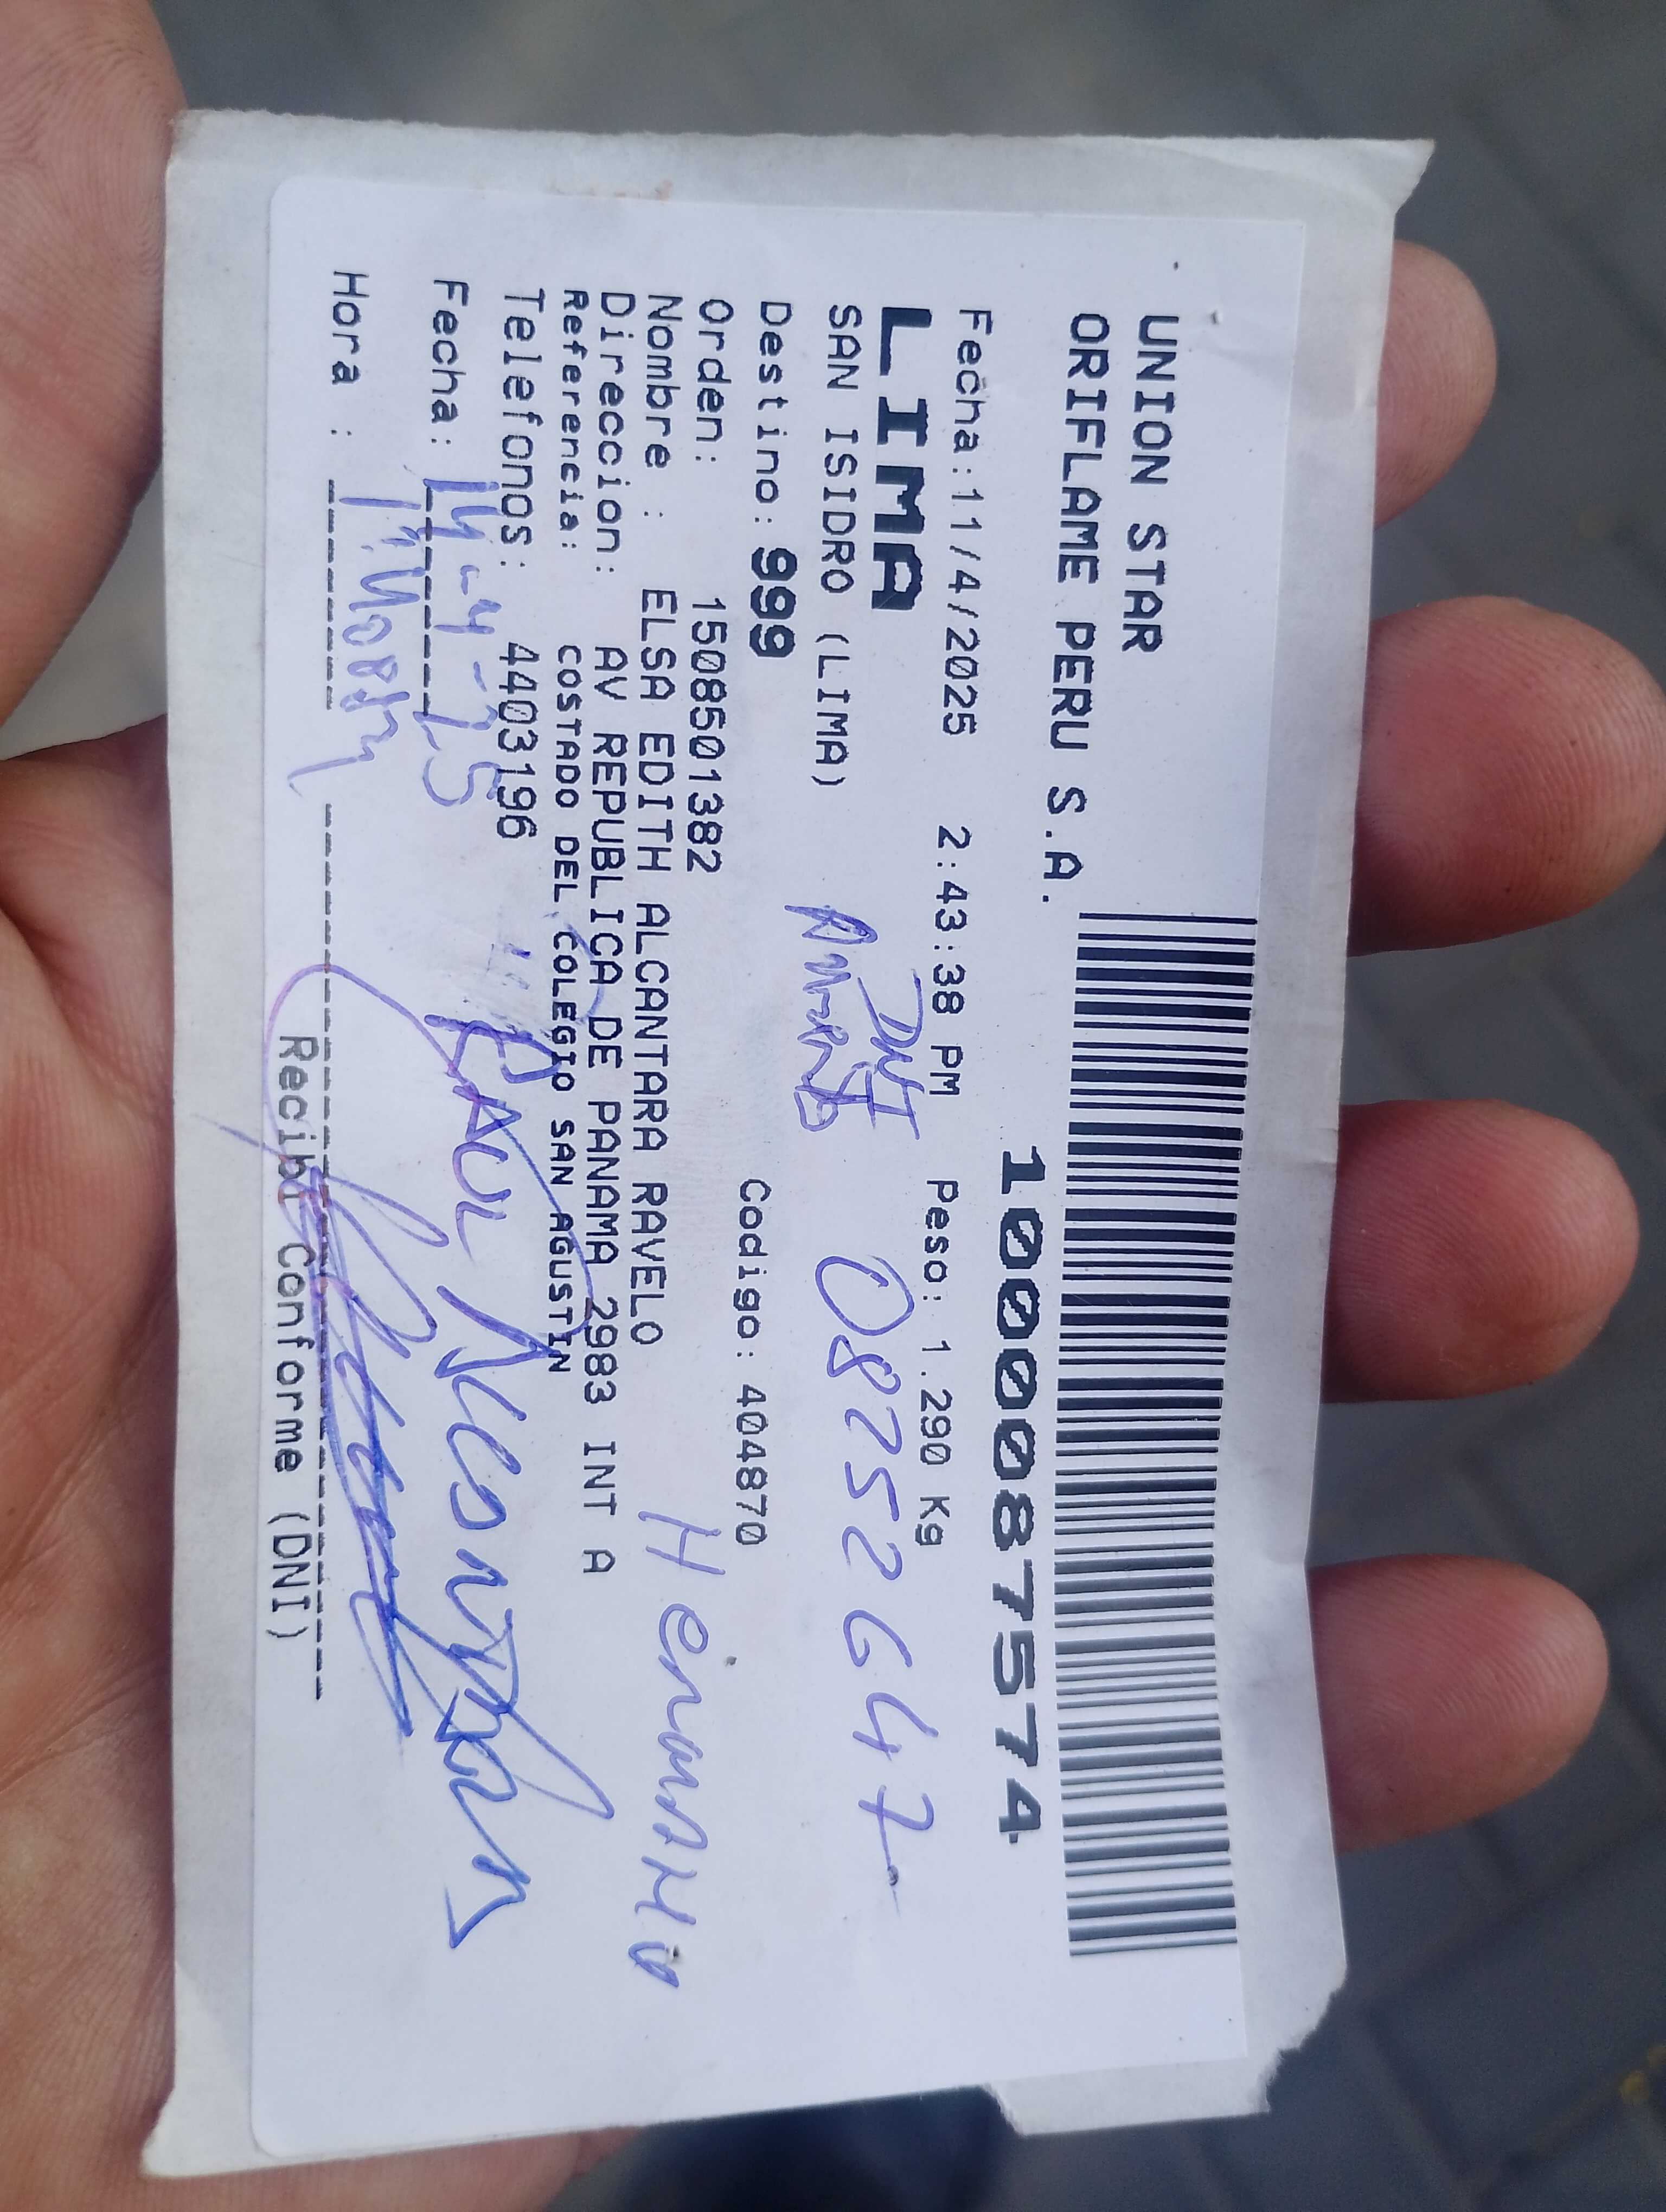 UNION STAR
ORIFLAME PERU S.A.
1000087574
Fecha:11/4/2025 2:43:38 PM Peso: 1.290 Kg
LIMA
DNI 08252647
SAN ISIDRO (LIMA)
Destino: 999 Codigo: 404870
Orden: 1508501382
Nombre : ELSA EDITH ALCANTARA RAVELO
Direccion: AV REPUBLICA DE PANAMA 2983 INT A
Referencia: COSTADO DEL COLEGIO SAN AGUSTIN
Telefonos: 4403196
Fecha: 14-4-25
RAUL
Hora :
Recibi Conforme (DNI)